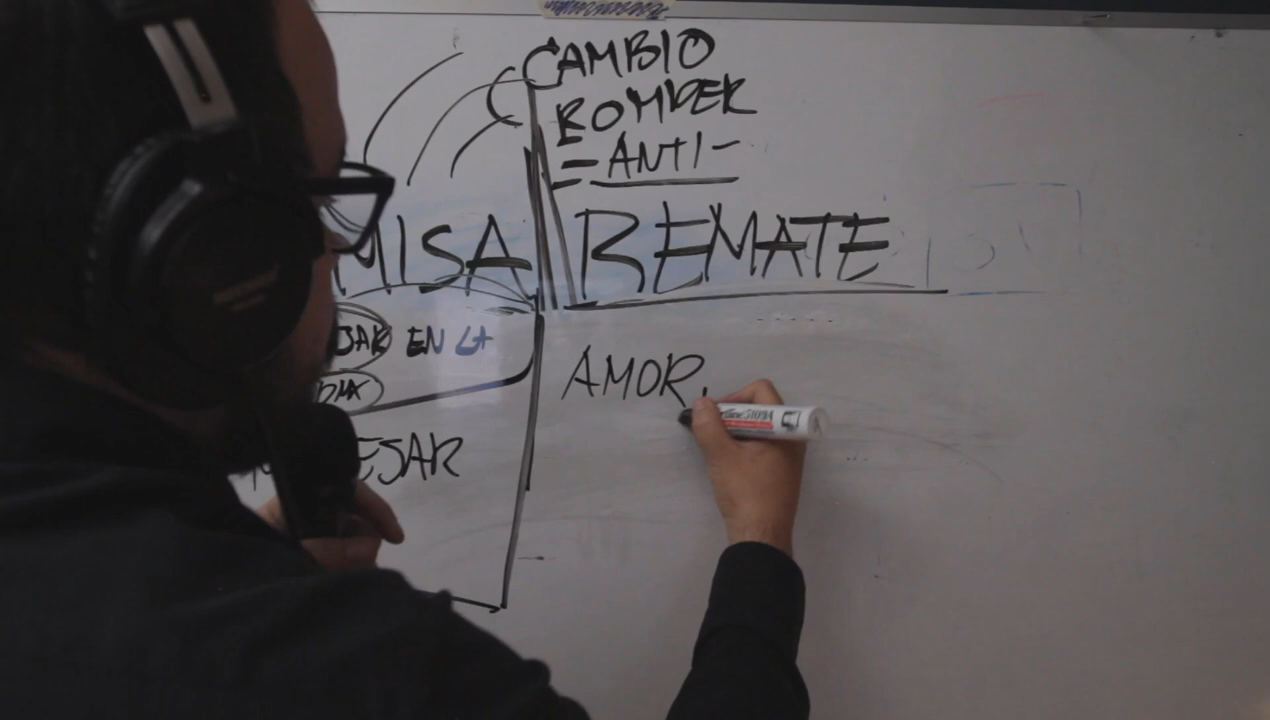 CAMBIO
ROMPER
= ANTI-
MISA REMATE
JAR EN LA
AMOR.
ESAR